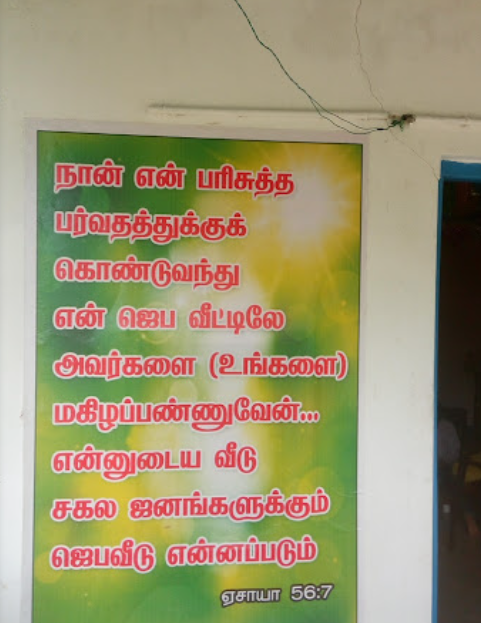 நான் என் பரிசுத்த
பர்வதத்துக்குக்
கொண்டுவந்து
என் ஜெப வீட்டிலே
அவர்களை (உங்களை)
மகிழப்பண்ணுவேன்...
என்னுடைய வீடு
சகல ஜனங்களுக்கும்
ஜெபவீடு என்னப்படும்
ஏசாயா 56:7